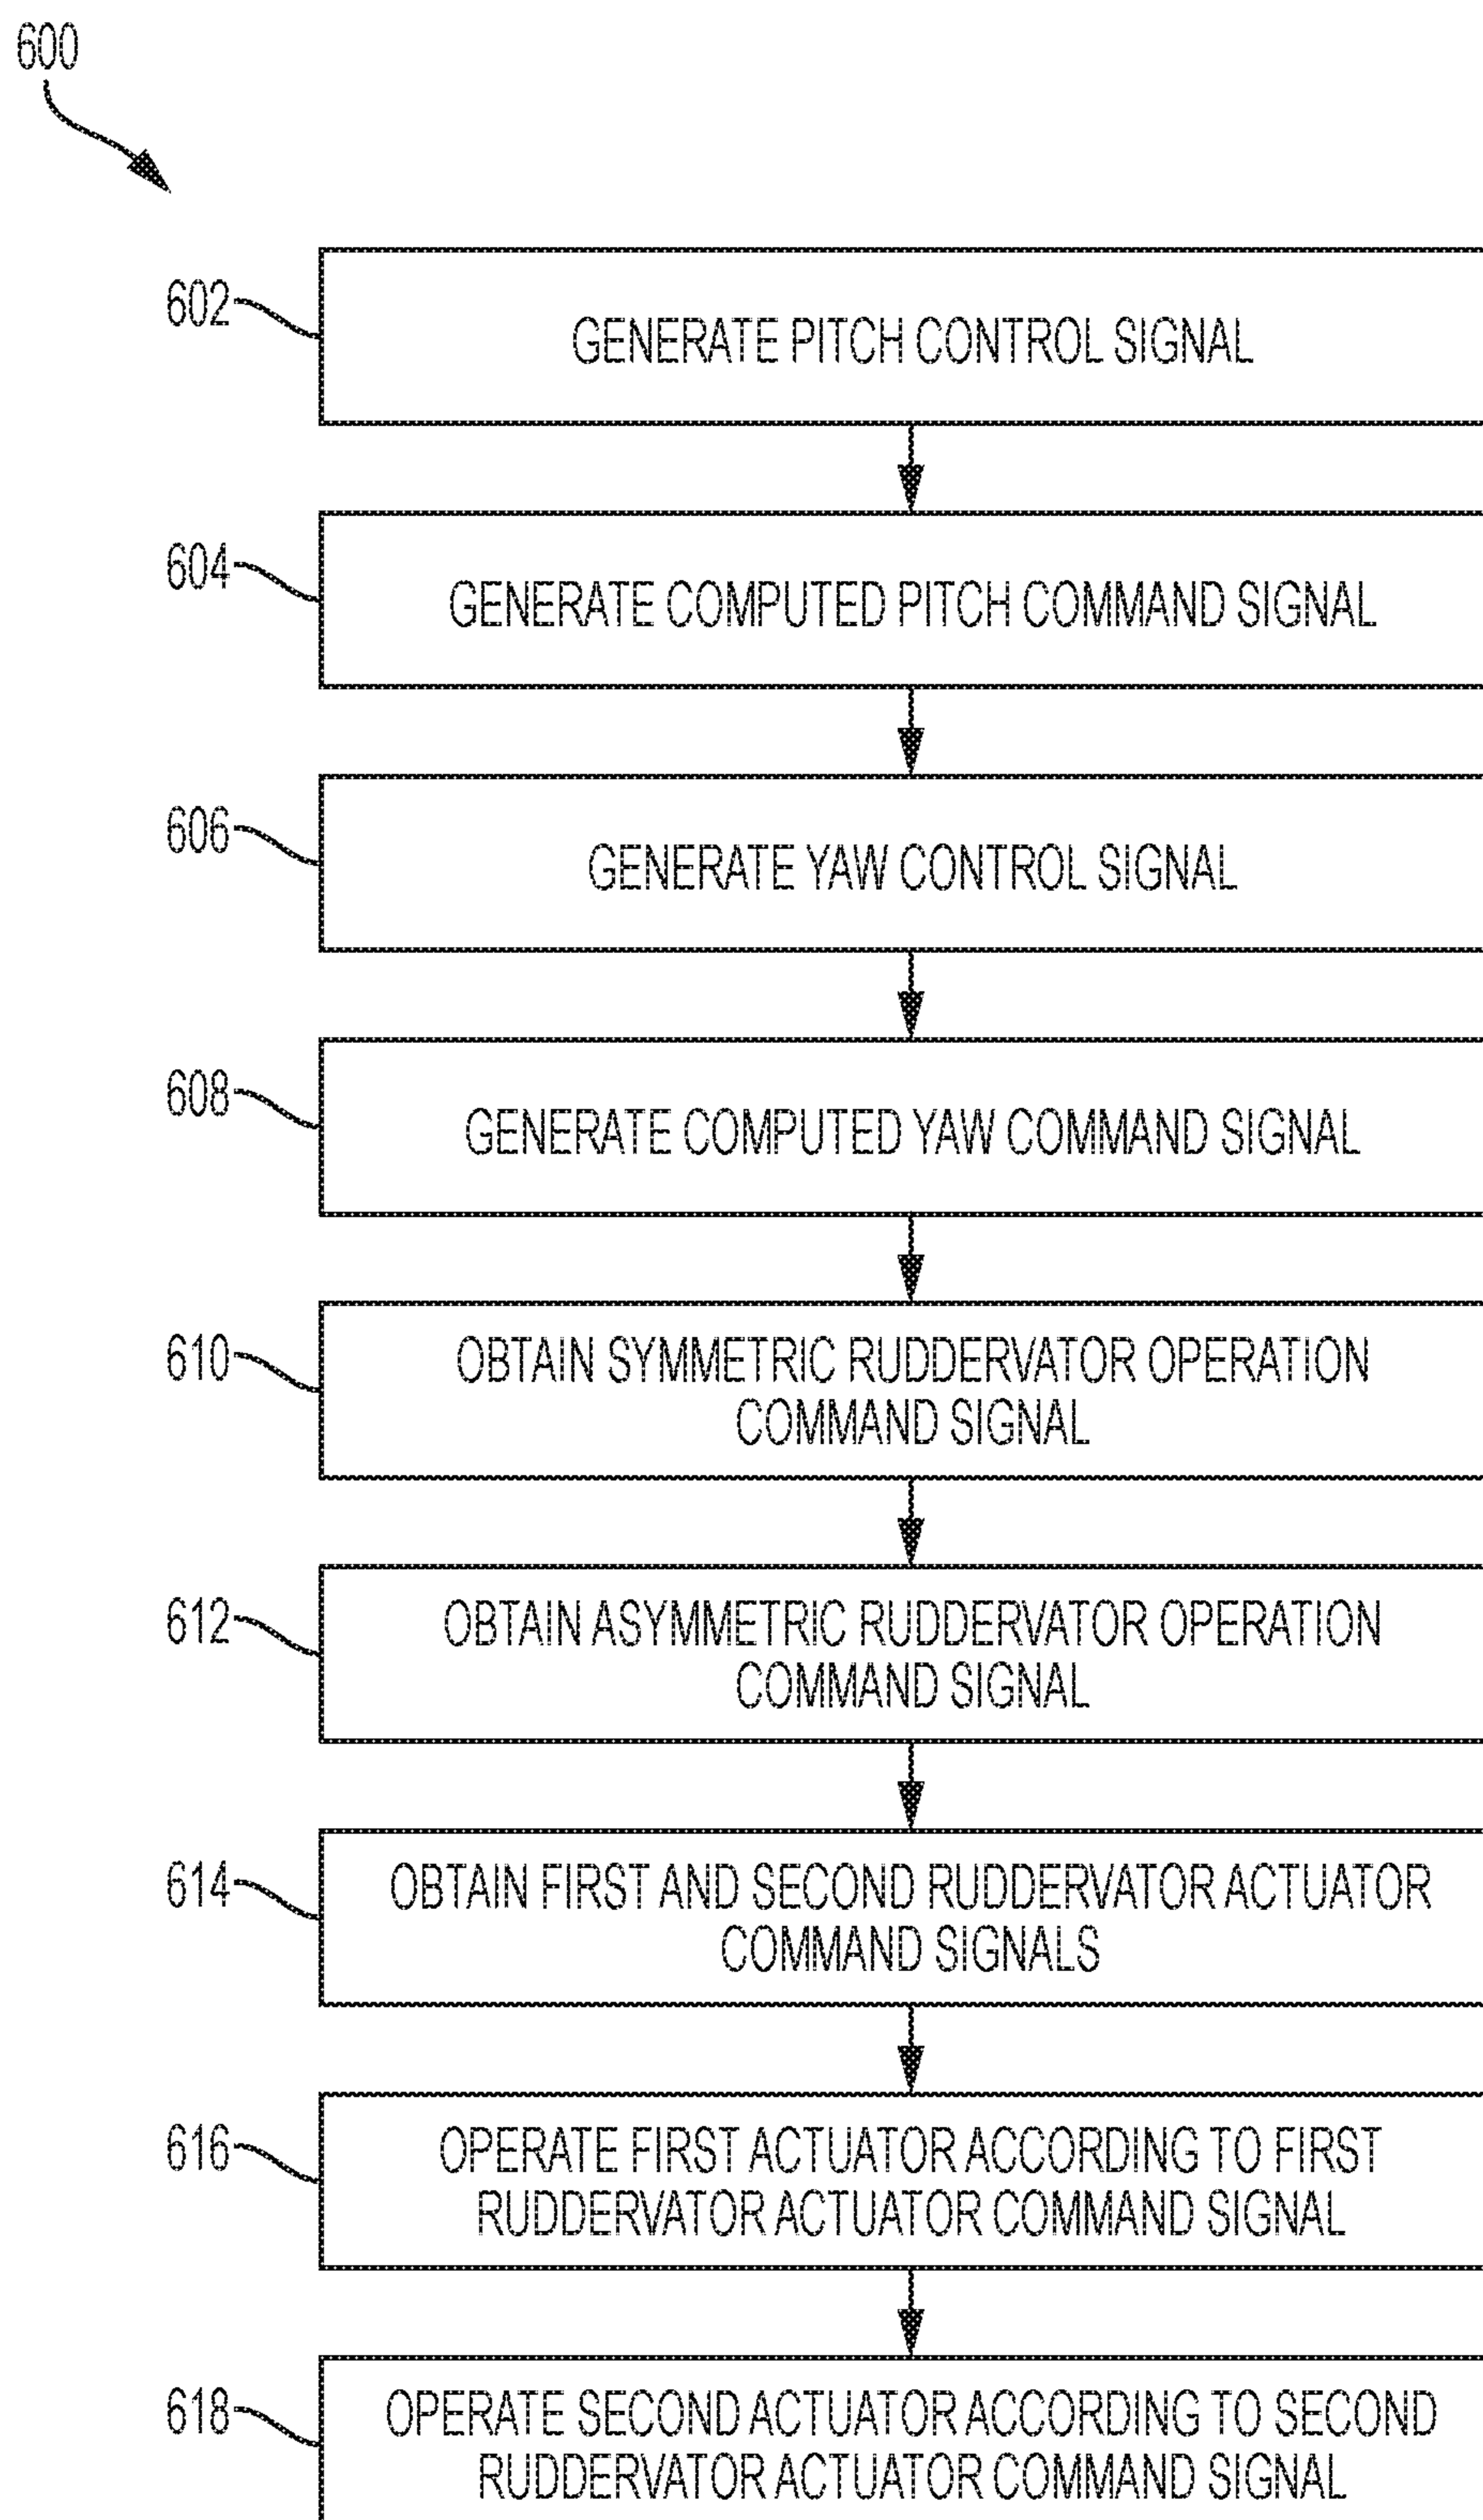 600
602
GENERATE PITCH CONTROL SIGNAL
604
GENERATE COMPUTED PITCH COMMAND SIGNAL
606
GENERATE YAW CONTROL SIGNAL
608
GENERATE COMPUTED YAW COMMAND SIGNAL
610
OBTAIN SYMMETRIC RUDDERVATOR OPERATION
COMMAND SIGNAL
612
OBTAIN ASYMMETRIC RUDDERVATOR OPERATION
COMMAND SIGNAL
614
OBTAIN FIRST AND SECOND RUDDERVATOR ACTUATOR
COMMAND SIGNALS
616
OPERATE FIRST ACTUATOR ACCORDING TO FIRST
RUDDERVATOR ACTUATOR COMMAND SIGNAL
618
OPERATE SECOND ACTUATOR ACCORDING TO SECOND
RUDDERVATOR ACTUATOR COMMAND SIGNAL